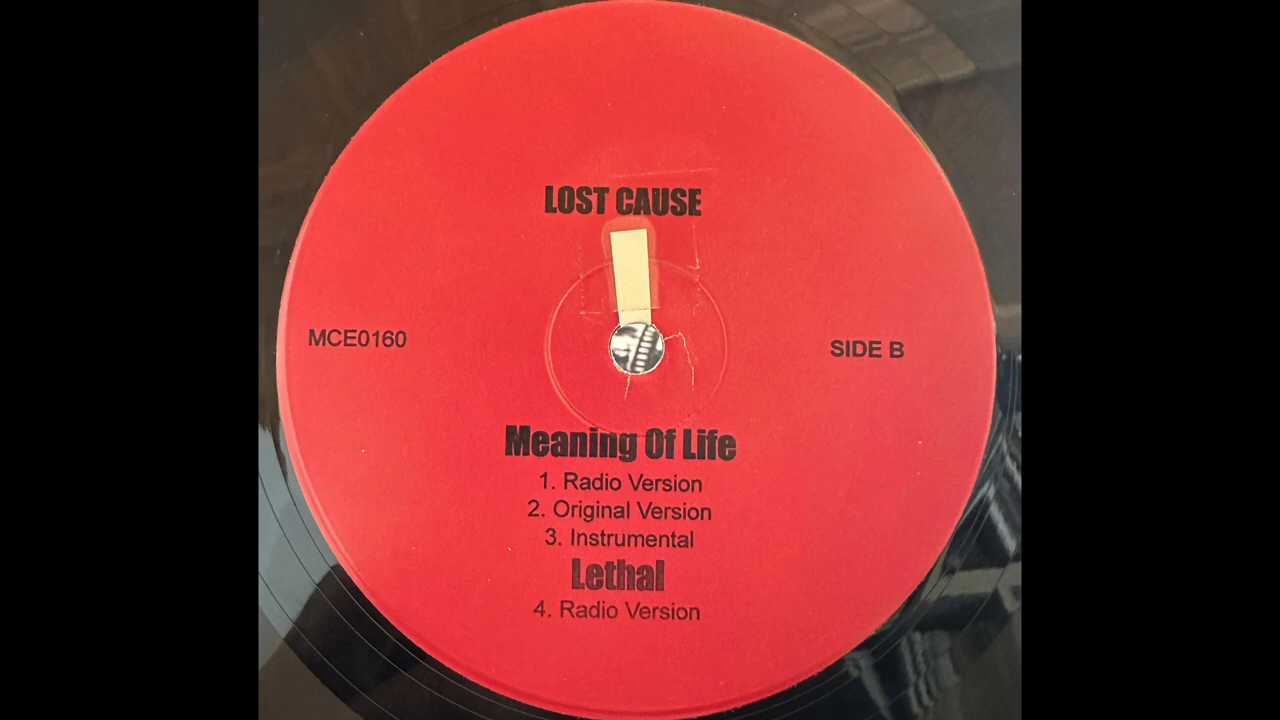 LOST CAUSE
MCE0160
SIDE B
Meaning Of Life
1. Radio Version
2. Original Version
3. Instrumental
Lethal
4. Radio Version